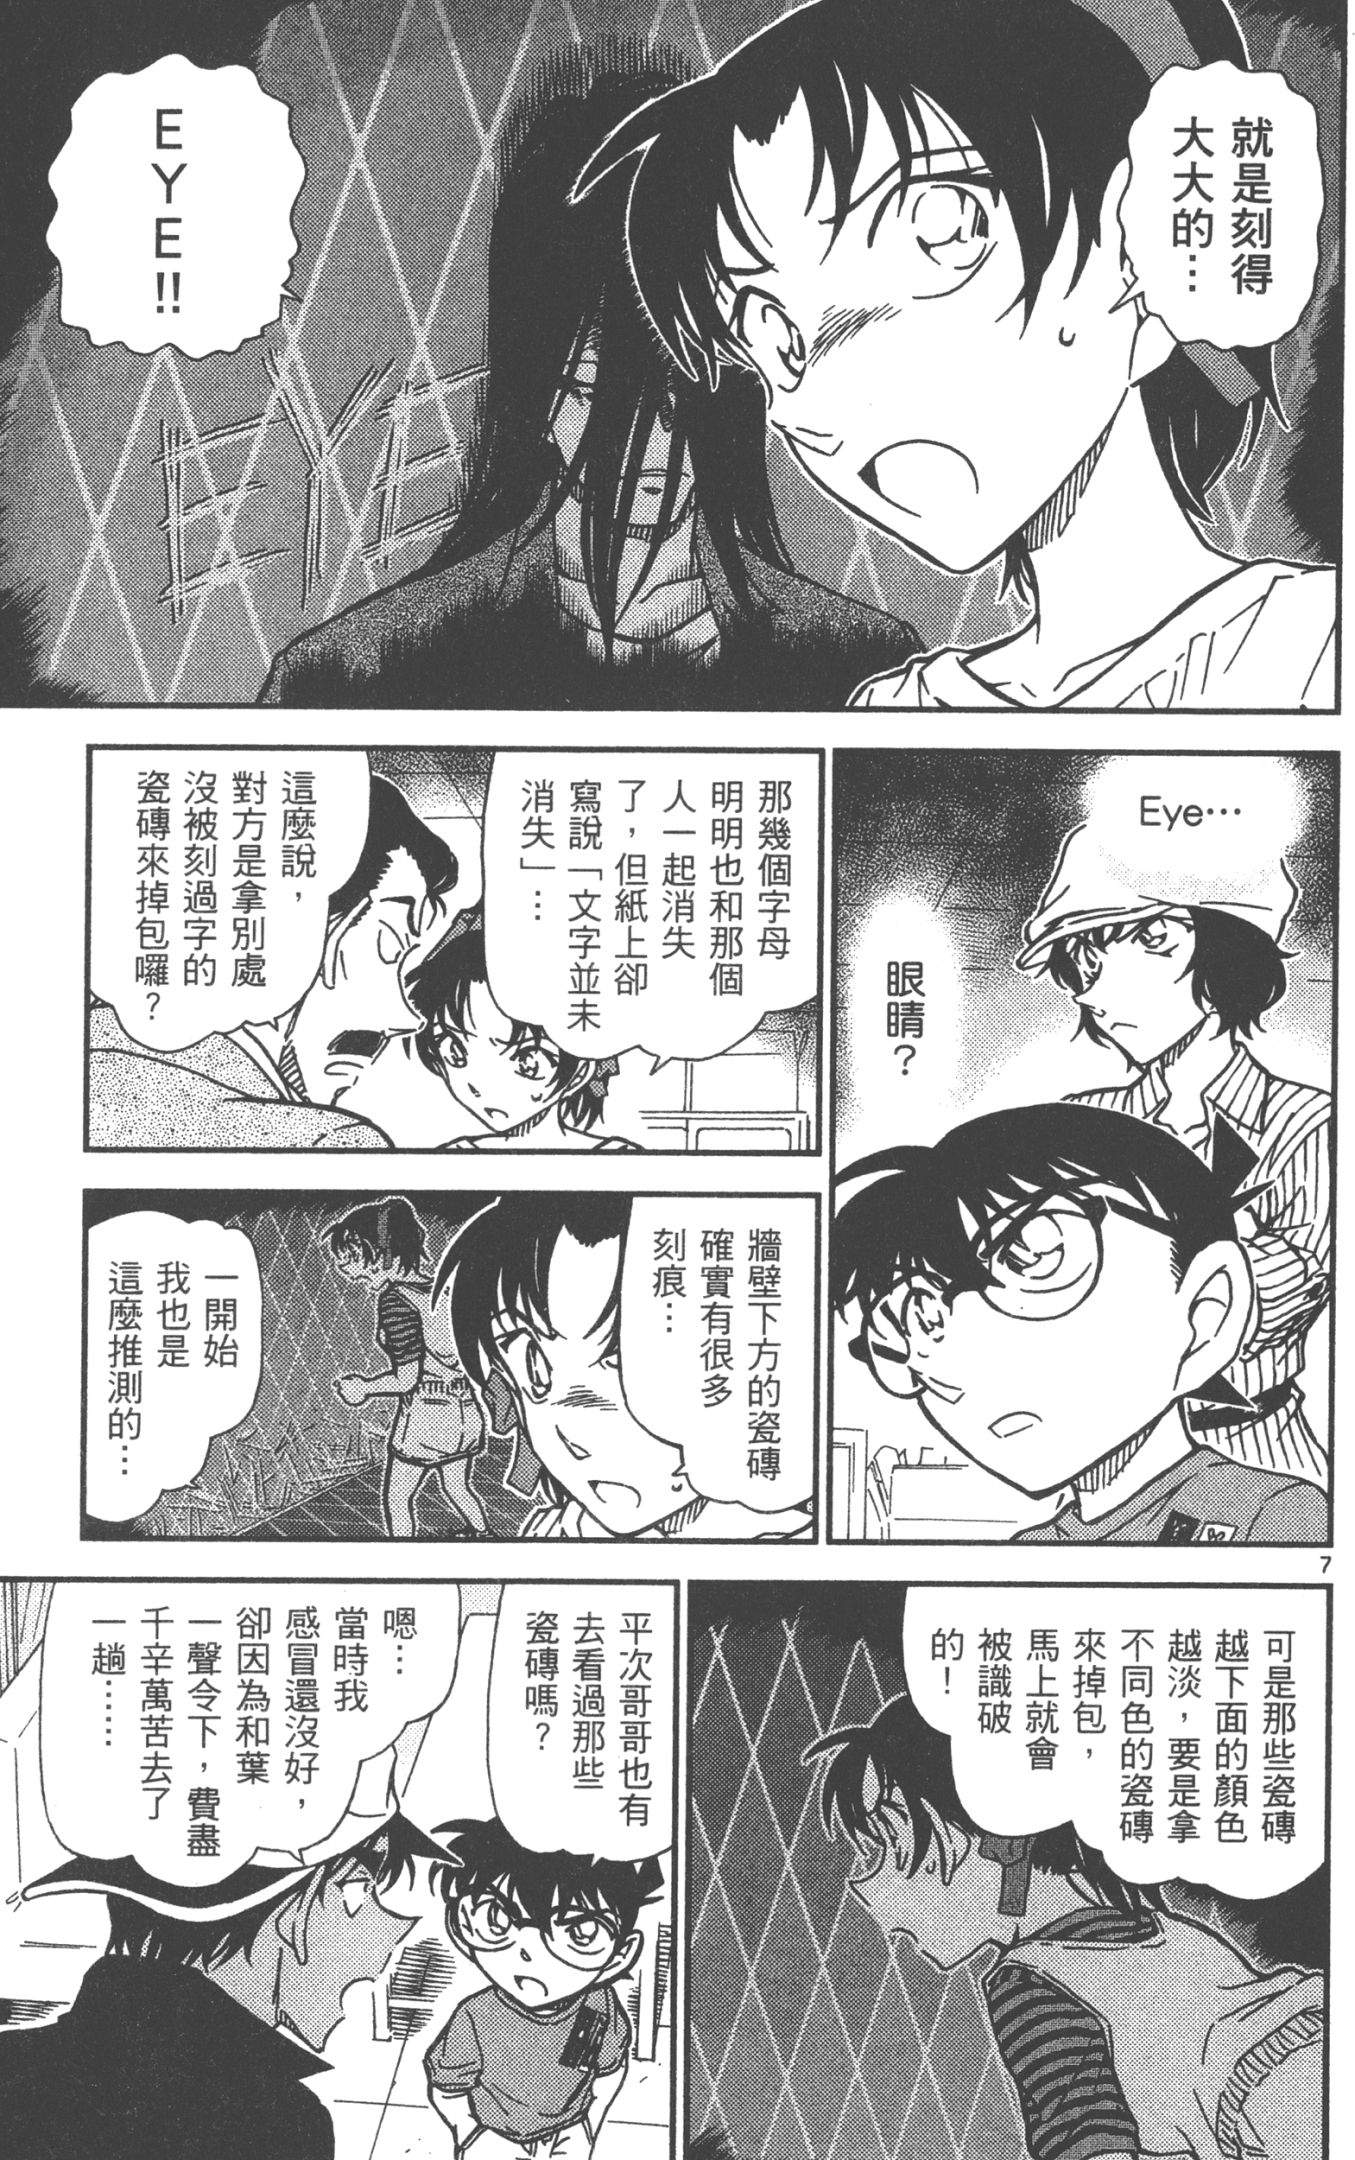 就是刻得
大大的…
EYE!!
EYE
Eye…
眼睛？
那幾個字母
明明也和那個
人一起消失
了，但紙上卻
寫說「文字並未
消失」…
這麼說，
對方是拿別處
沒被刻過字的
瓷磚來掉包囉？
牆壁下方的瓷磚
確實有很多
刻痕…
一開始
我也是
這麼推測的…
7
可是那些瓷磚
越下面的顏色
越淡，要是拿
不同色的瓷磚
來掉包，
馬上就會
被識破
的！
平次哥哥也有
去看過那些
瓷磚嗎？
嗯…
當時我
感冒還沒好，
卻因為和葉
一聲令下，費盡
千辛萬苦去了
一趟……